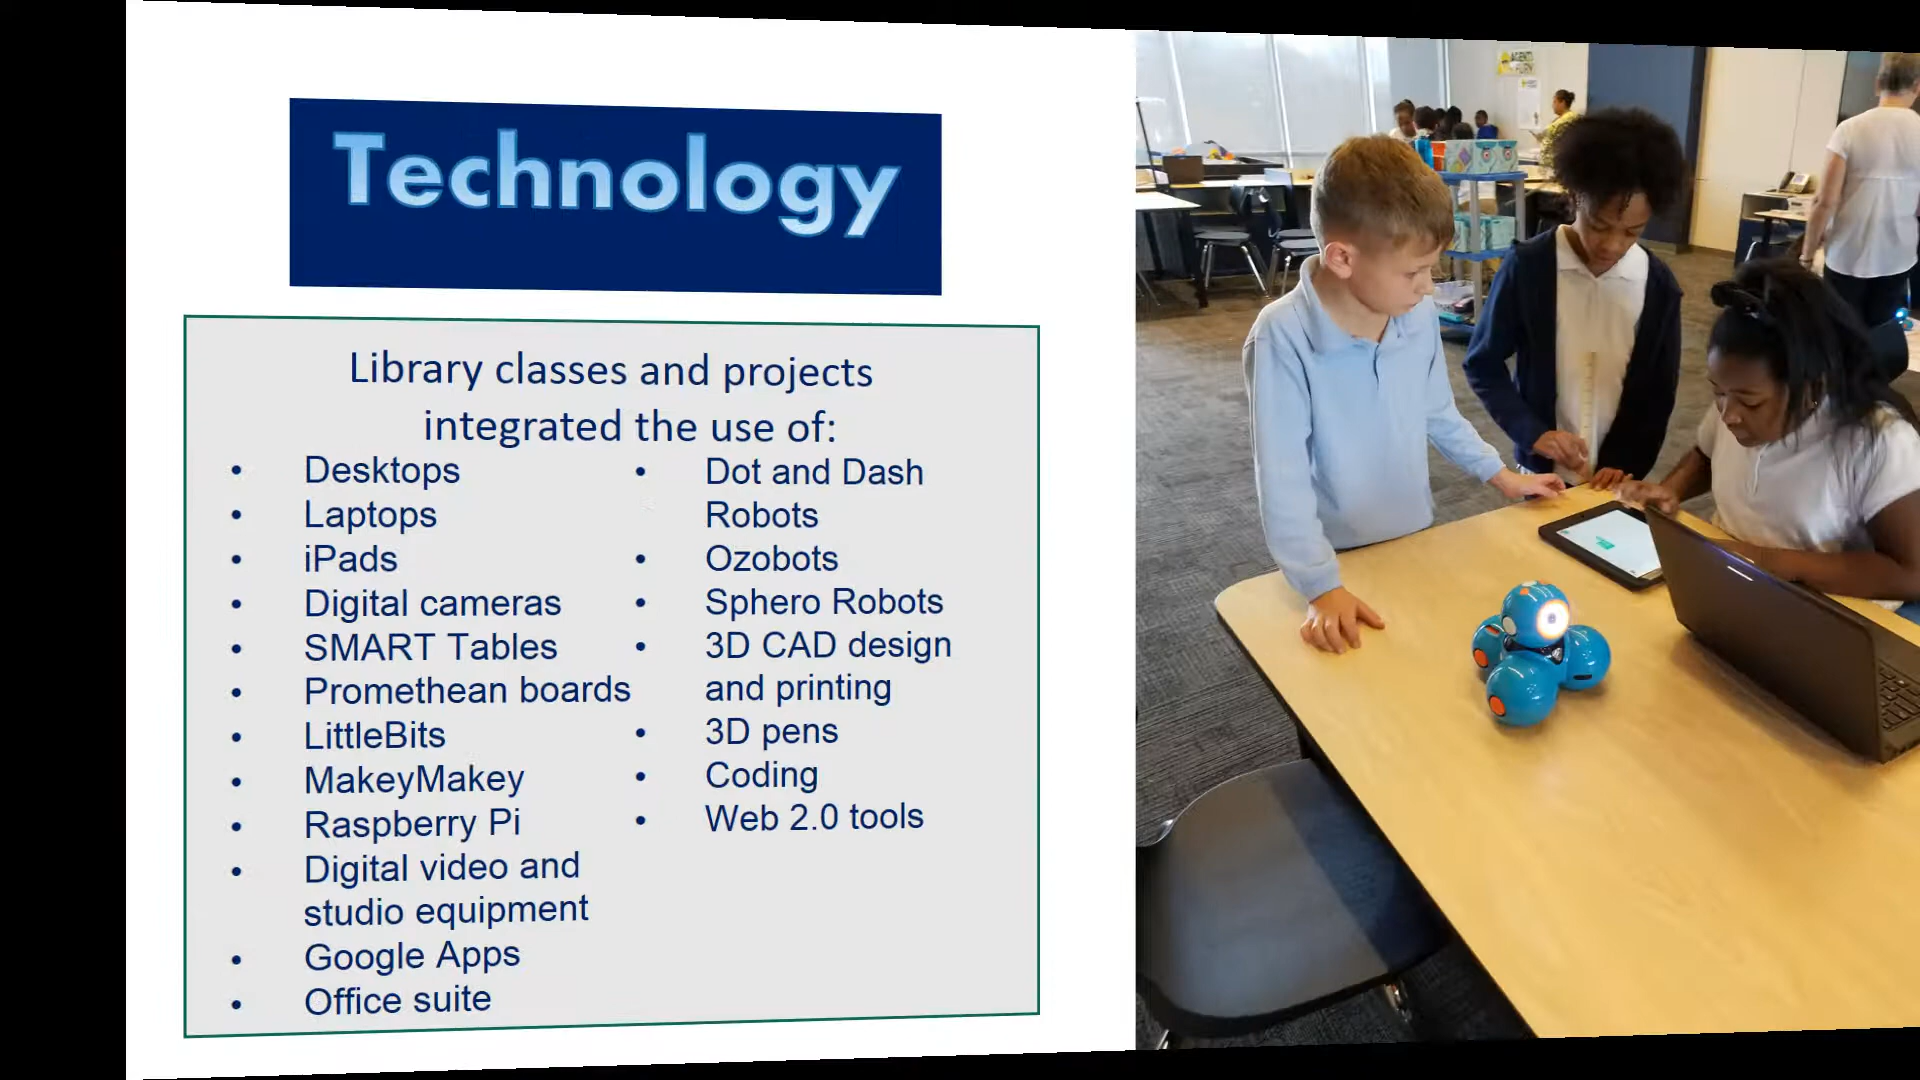 Technology
Library classes and projects
integrated the use of:
Desktops
Laptops
iPads
Digital cameras
SMART Tables
Promethean boards
LittleBits
MakeyMakey
Raspberry Pi
Digital video and
studio equipment
Google Apps
Office suite
Dot and Dash
Robots
Ozobots
Sphero Robots
3D CAD design
and printing
3D pens
Coding
Web 2.0 tools